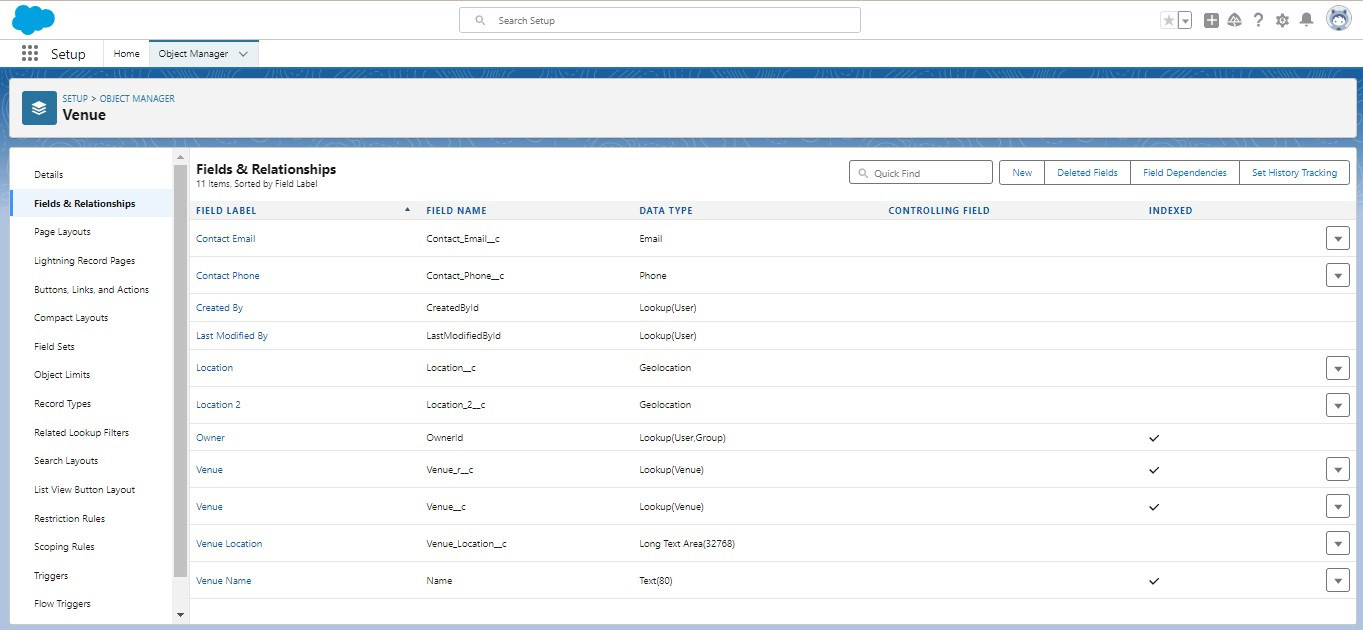 Search Setup
Setup
Home
Object Manager
SETUP > OBJECT MANAGER
Venue
Details
Fields & Relationships
Page Layouts
Lightning Record Pages
Buttons, Links, and Actions
Compact Layouts
Field Sets
Object Limits
Record Types
Related Lookup Filters
Search Layouts
List View Button Layout
Restriction Rules
Scoping Rules
Triggers
Flow Triggers
Fields & Relationships
11 Items, Sorted by Field Label
Quick Find
New
Deleted Fields
Field Dependencies
Set History Tracking
FIELD LABEL FIELD NAME DATA TYPE CONTROLLING FIELD INDEXED
Contact Email Contact_Email__c Email
Contact Phone Contact_Phone__c Phone
Created By CreatedById Lookup(User)
Last Modified By LastModifiedById Lookup(User)
Location Location__c Geolocation
Location 2 Location_2__c Geolocation
Owner OwnerId Lookup(User,Group)
Venue Venue_r__c Lookup(Venue)
Venue Venue__c Lookup(Venue)
Venue Location Venue_Location__c Long Text Area(32768)
Venue Name Name Text(80)